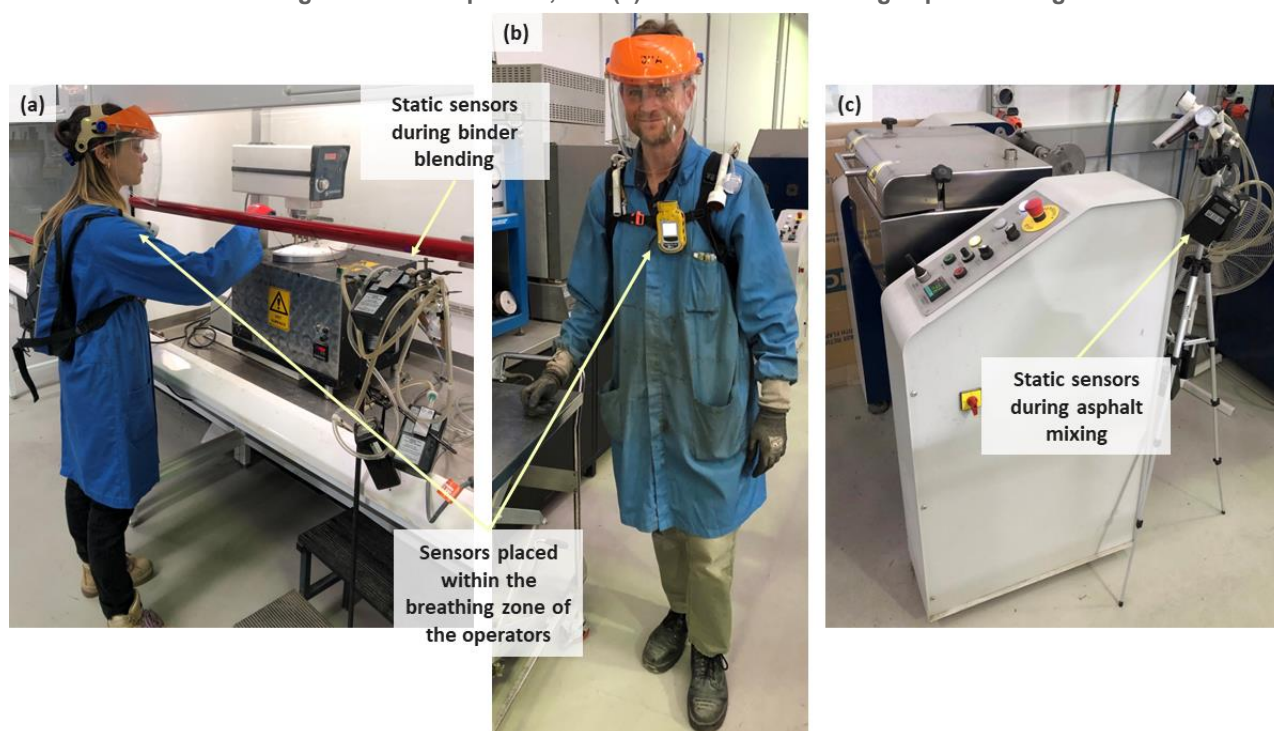 (b)
(a)
Static sensors
during binder
blending
(c)
Static sensors
during asphalt
mixing
Sensors placed
within the
breathing zone of
the operators